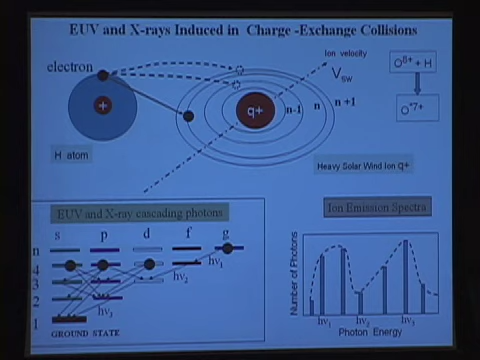 EUV and X-rays Induced in Charge -Exchange Collisions
electron
Ion velocity
V SW
O8+ + H
O*7+
+
q+
n-1
n
n +1
H atom
Heavy Solar Wind Ion q+
EUV and X-ray cascading photons
s p d f g
n
4
3
2
1
hν1
hν2
hν3
GROUND STATE
Ion Emission Spectra
Number of Photons
hν1
hν2
hν3
Photon Energy